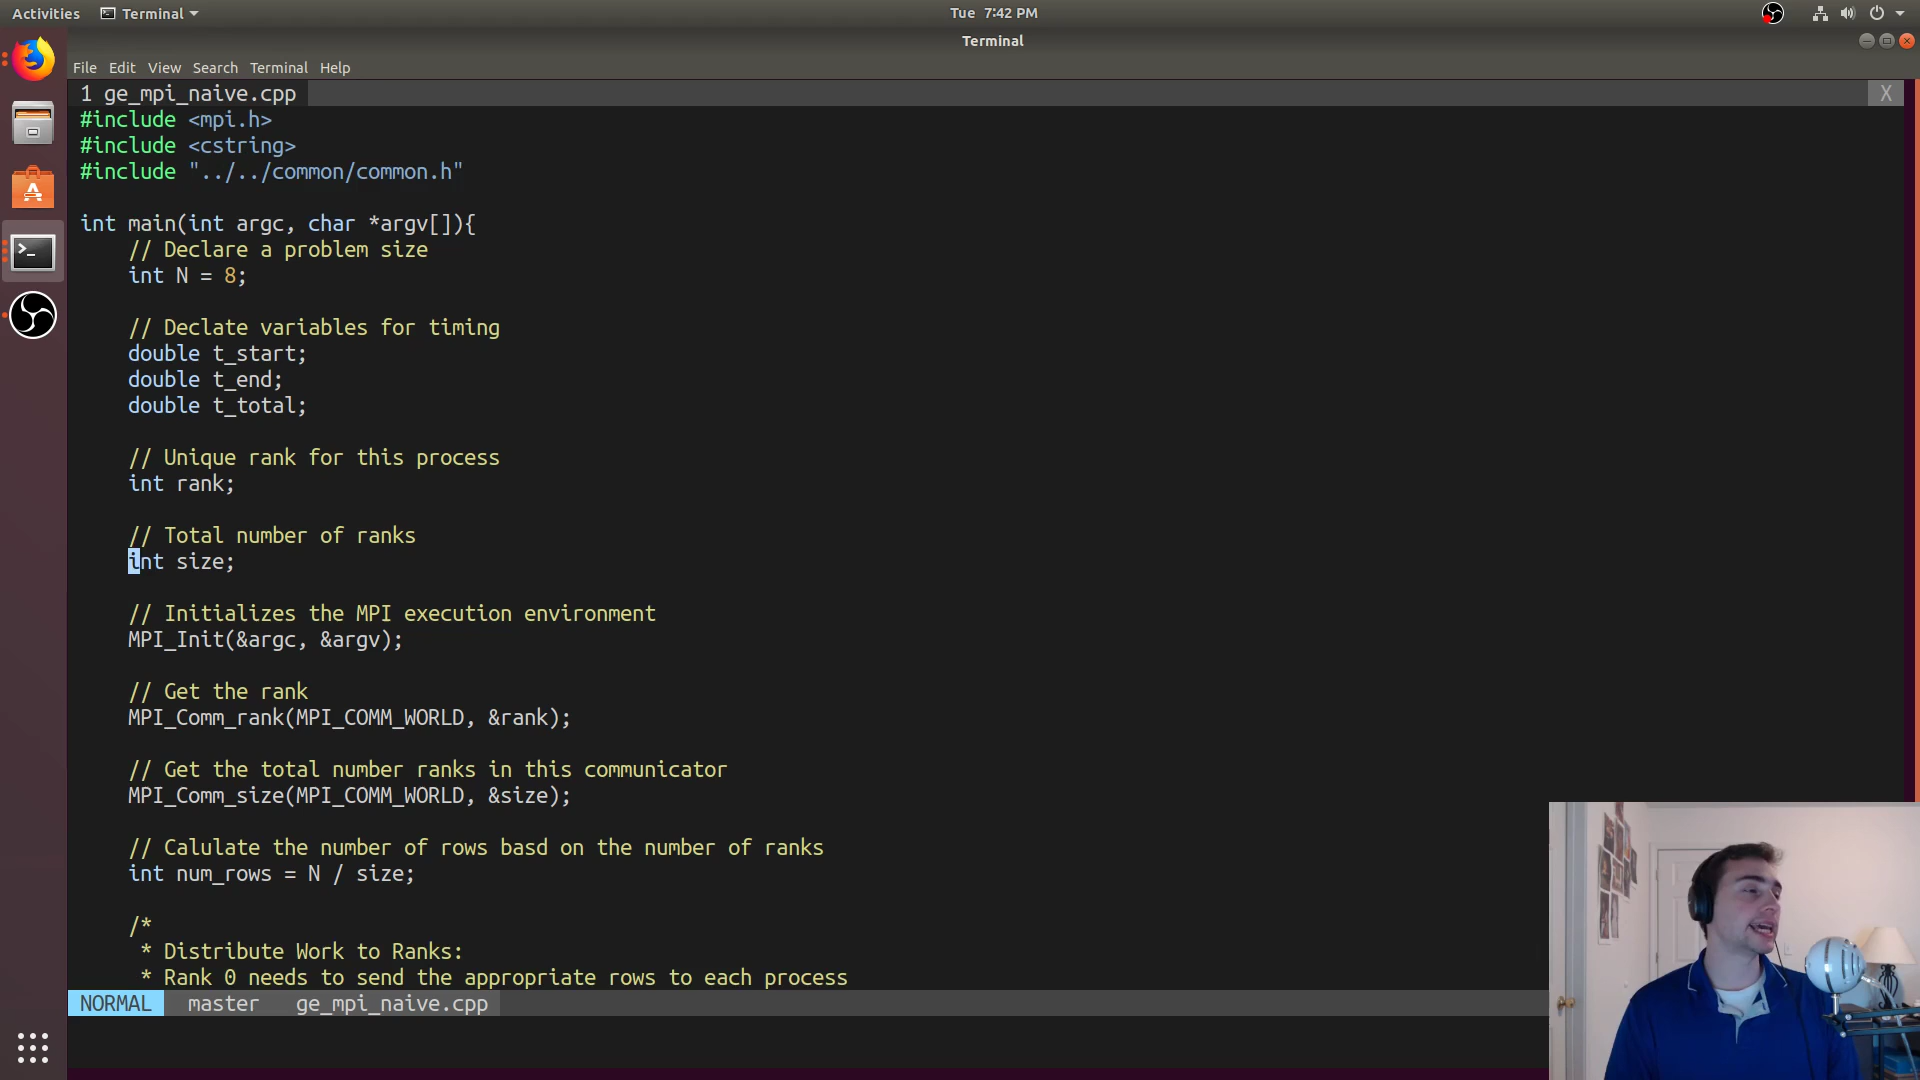 Activities Terminal Tue 7:42 PM
Terminal
File Edit View Search Terminal Help
1 ge_mpi_naive.cpp X
#include <mpi.h>
#include <cstring>
#include "../../common/common.h"
int main(int argc, char *argv[]){
// Declare a problem size
int N = 8;
// Declate variables for timing
double t_start;
double t_end;
double t_total;
// Unique rank for this process
int rank;
// Total number of ranks
int size;
// Initializes the MPI execution environment
MPI_Init(&argc, &argv);
// Get the rank
MPI_Comm_rank(MPI_COMM_WORLD, &rank);
// Get the total number ranks in this communicator
MPI_Comm_size(MPI_COMM_WORLD, &size);
// Calulate the number of rows basd on the number of ranks
int num_rows = N / size;
/*
* Distribute Work to Ranks:
* Rank 0 needs to send the appropriate rows to each process
NORMAL master ge_mpi_naive.cpp